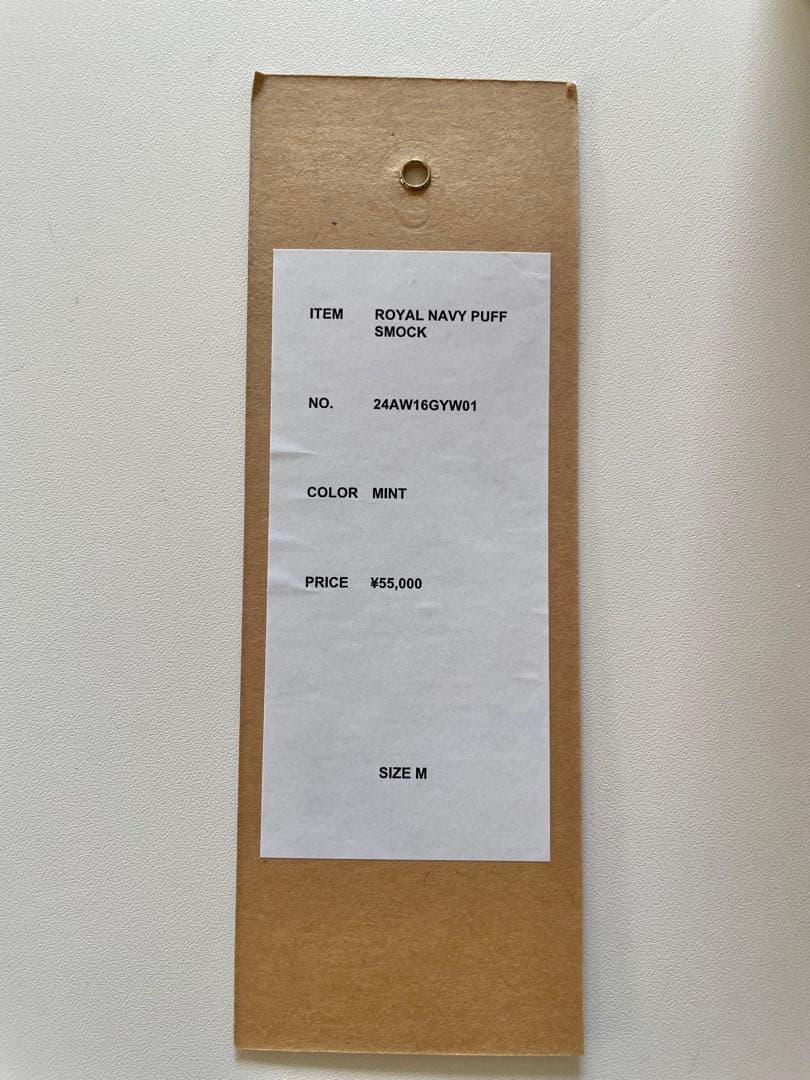 ITEM ROYAL NAVY PUFF
SMOCK
NO. 24AW16GYW01
COLOR MINT
PRICE ¥55,000
SIZE M